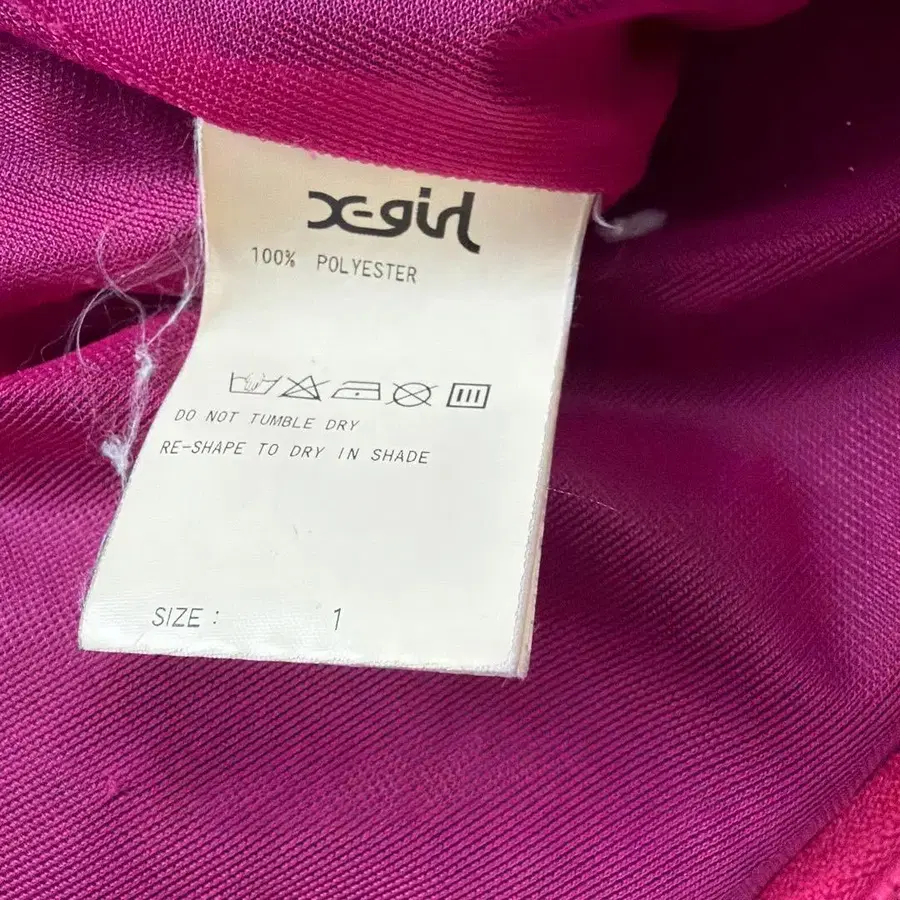 X-girl
100% POLYESTER
DO NOT TUMBLE DRY
RE-SHAPE TO DRY IN SHADE
SIZE : 1